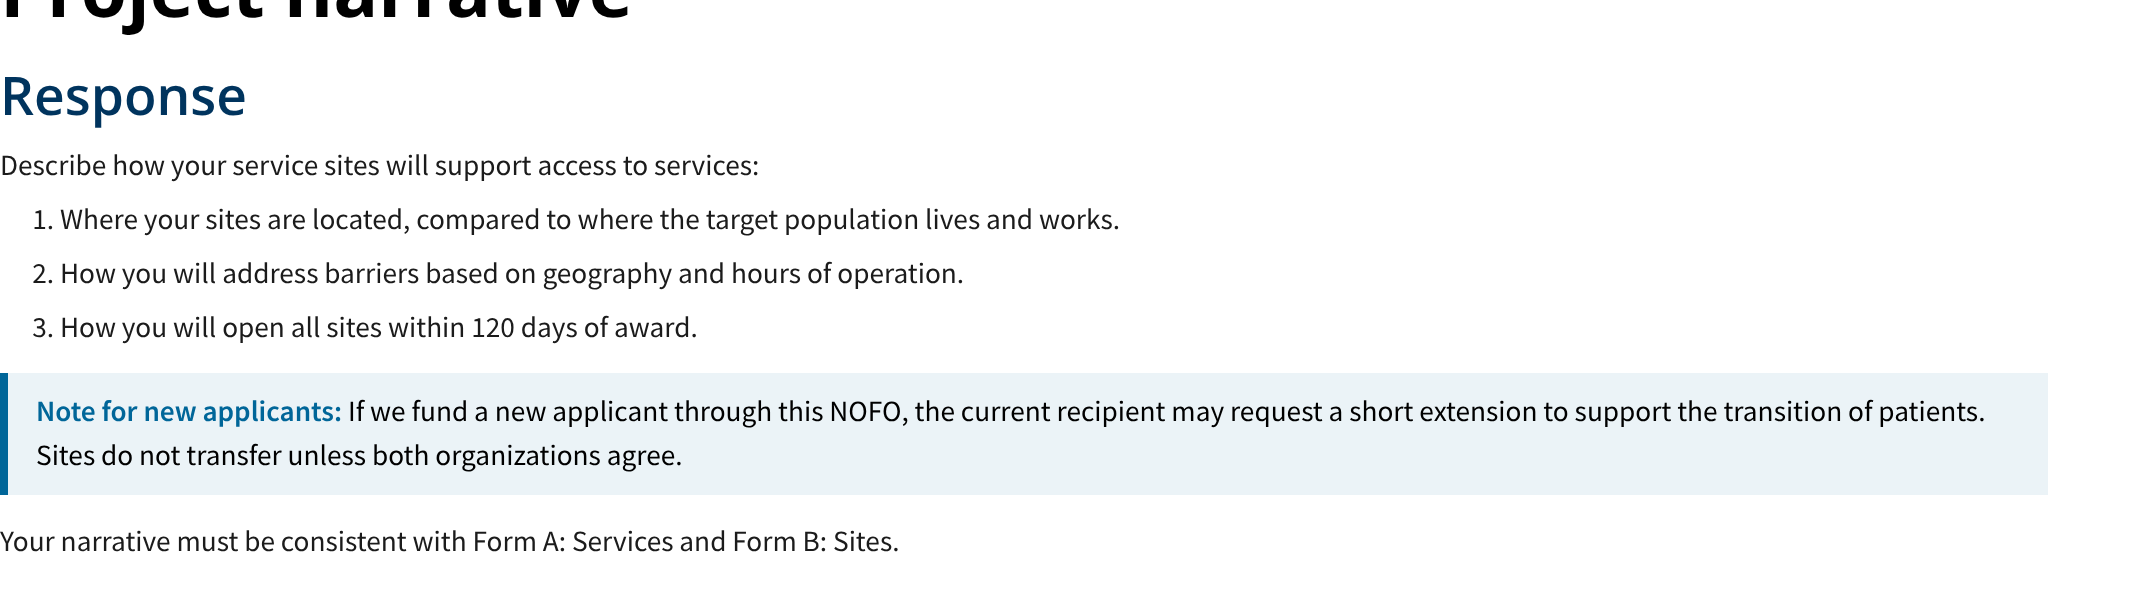 Project narrative
Response
Describe how your service sites will support access to services:
1. Where your sites are located, compared to where the target population lives and works.
2. How you will address barriers based on geography and hours of operation.
3. How you will open all sites within 120 days of award.
Note for new applicants: If we fund a new applicant through this NOFO, the current recipient may request a short extension to support the transition of patients.
Sites do not transfer unless both organizations agree.
Your narrative must be consistent with Form A: Services and Form B: Sites.